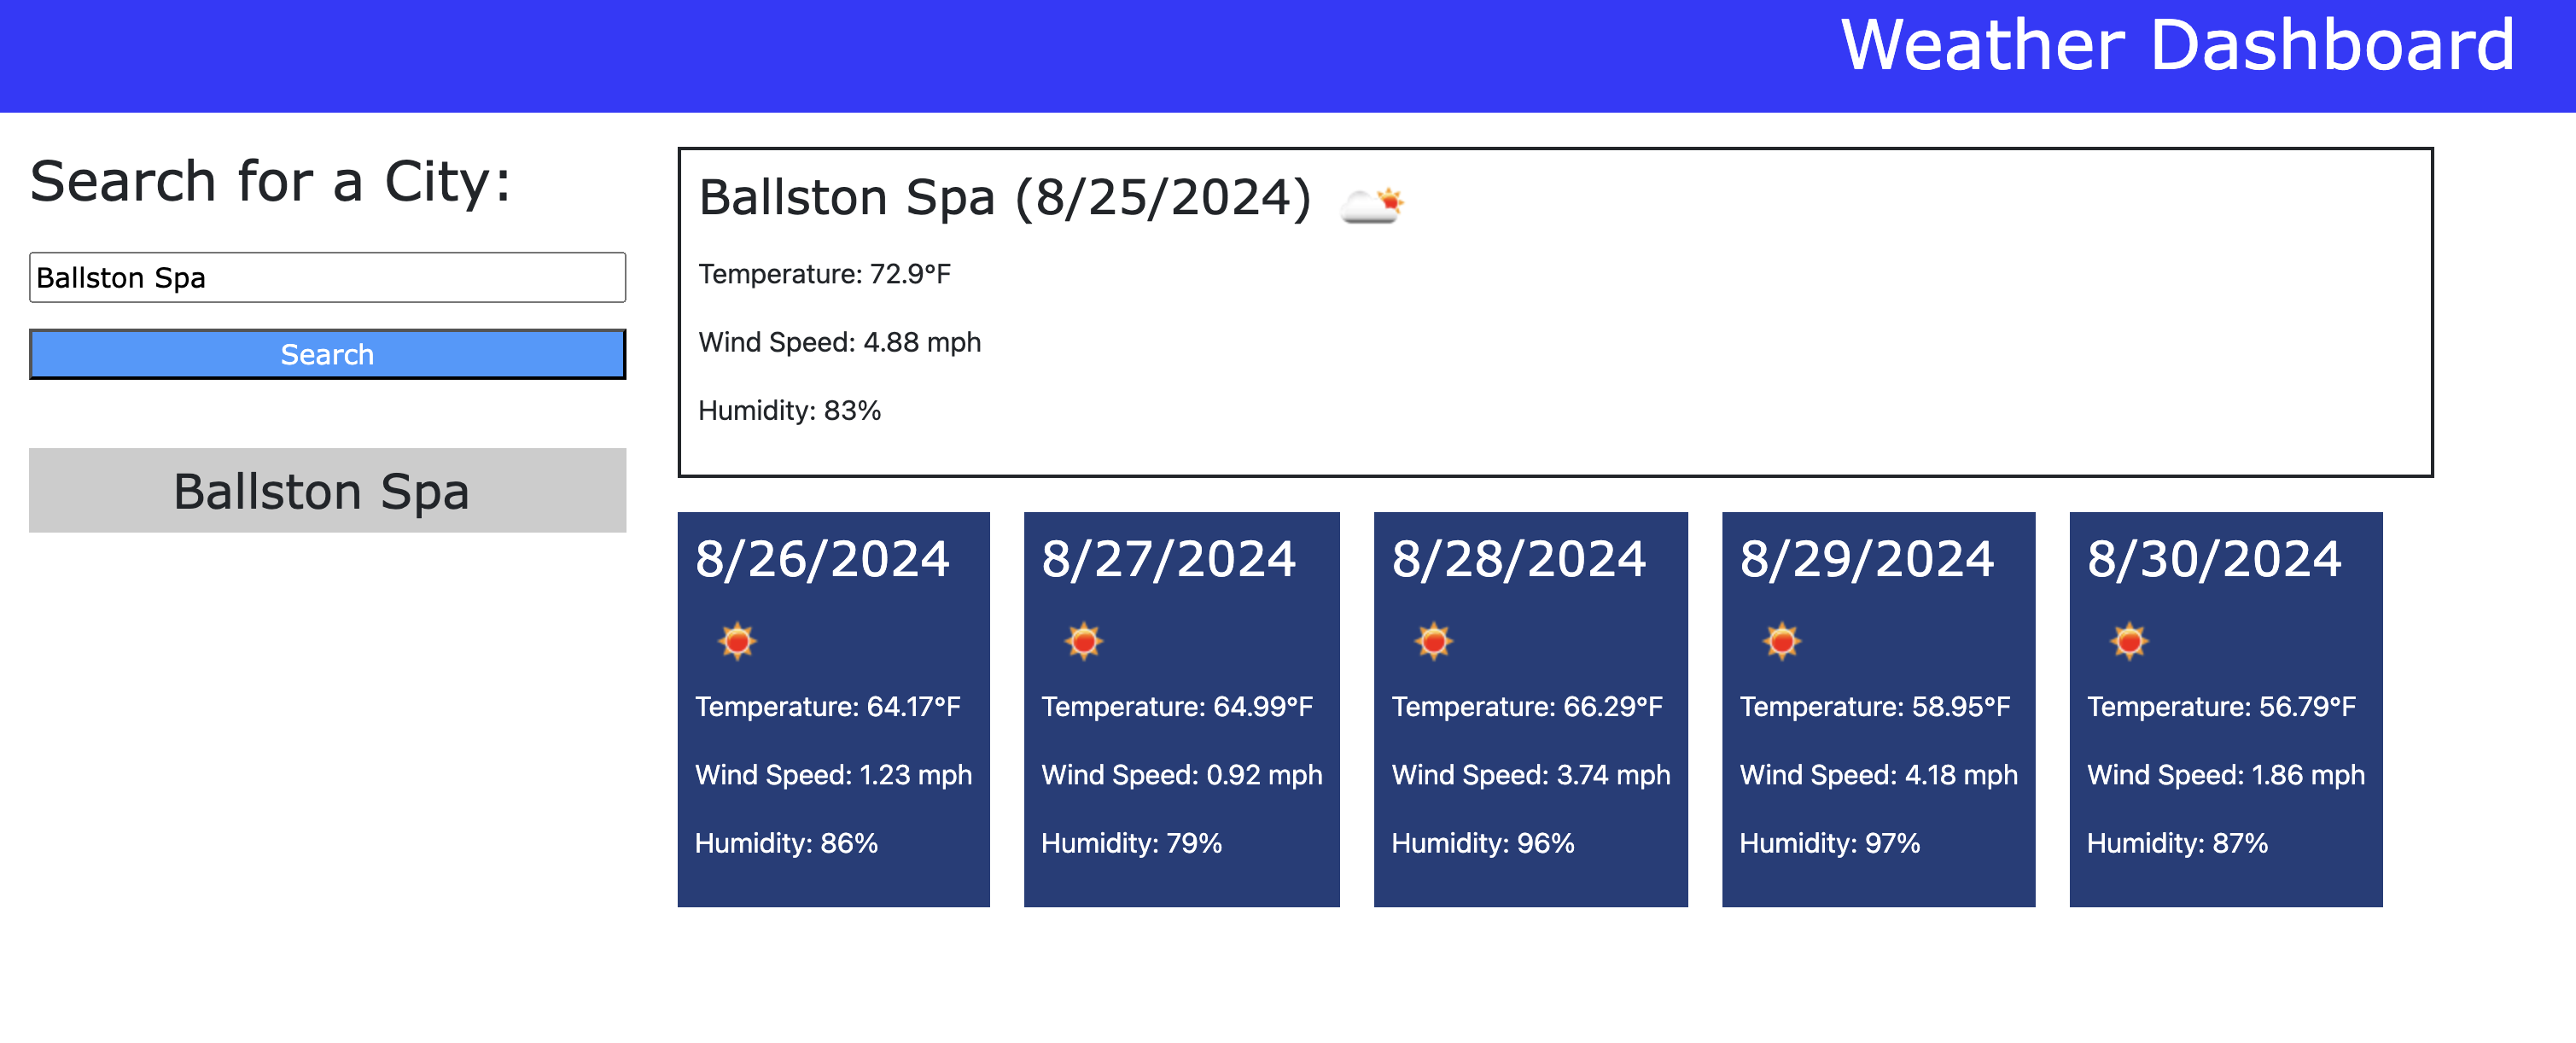 Weather Dashboard
Search for a City:
Ballston Spa
Search
Ballston Spa
Ballston Spa (8/25/2024)
Temperature: 72.9°F
Wind Speed: 4.88 mph
Humidity: 83%
8/26/2024
Temperature: 64.17°F
Wind Speed: 1.23 mph
Humidity: 86%
8/27/2024
Temperature: 64.99°F
Wind Speed: 0.92 mph
Humidity: 79%
8/28/2024
Temperature: 66.29°F
Wind Speed: 3.74 mph
Humidity: 96%
8/29/2024
Temperature: 58.95°F
Wind Speed: 4.18 mph
Humidity: 97%
8/30/2024
Temperature: 56.79°F
Wind Speed: 1.86 mph
Humidity: 87%